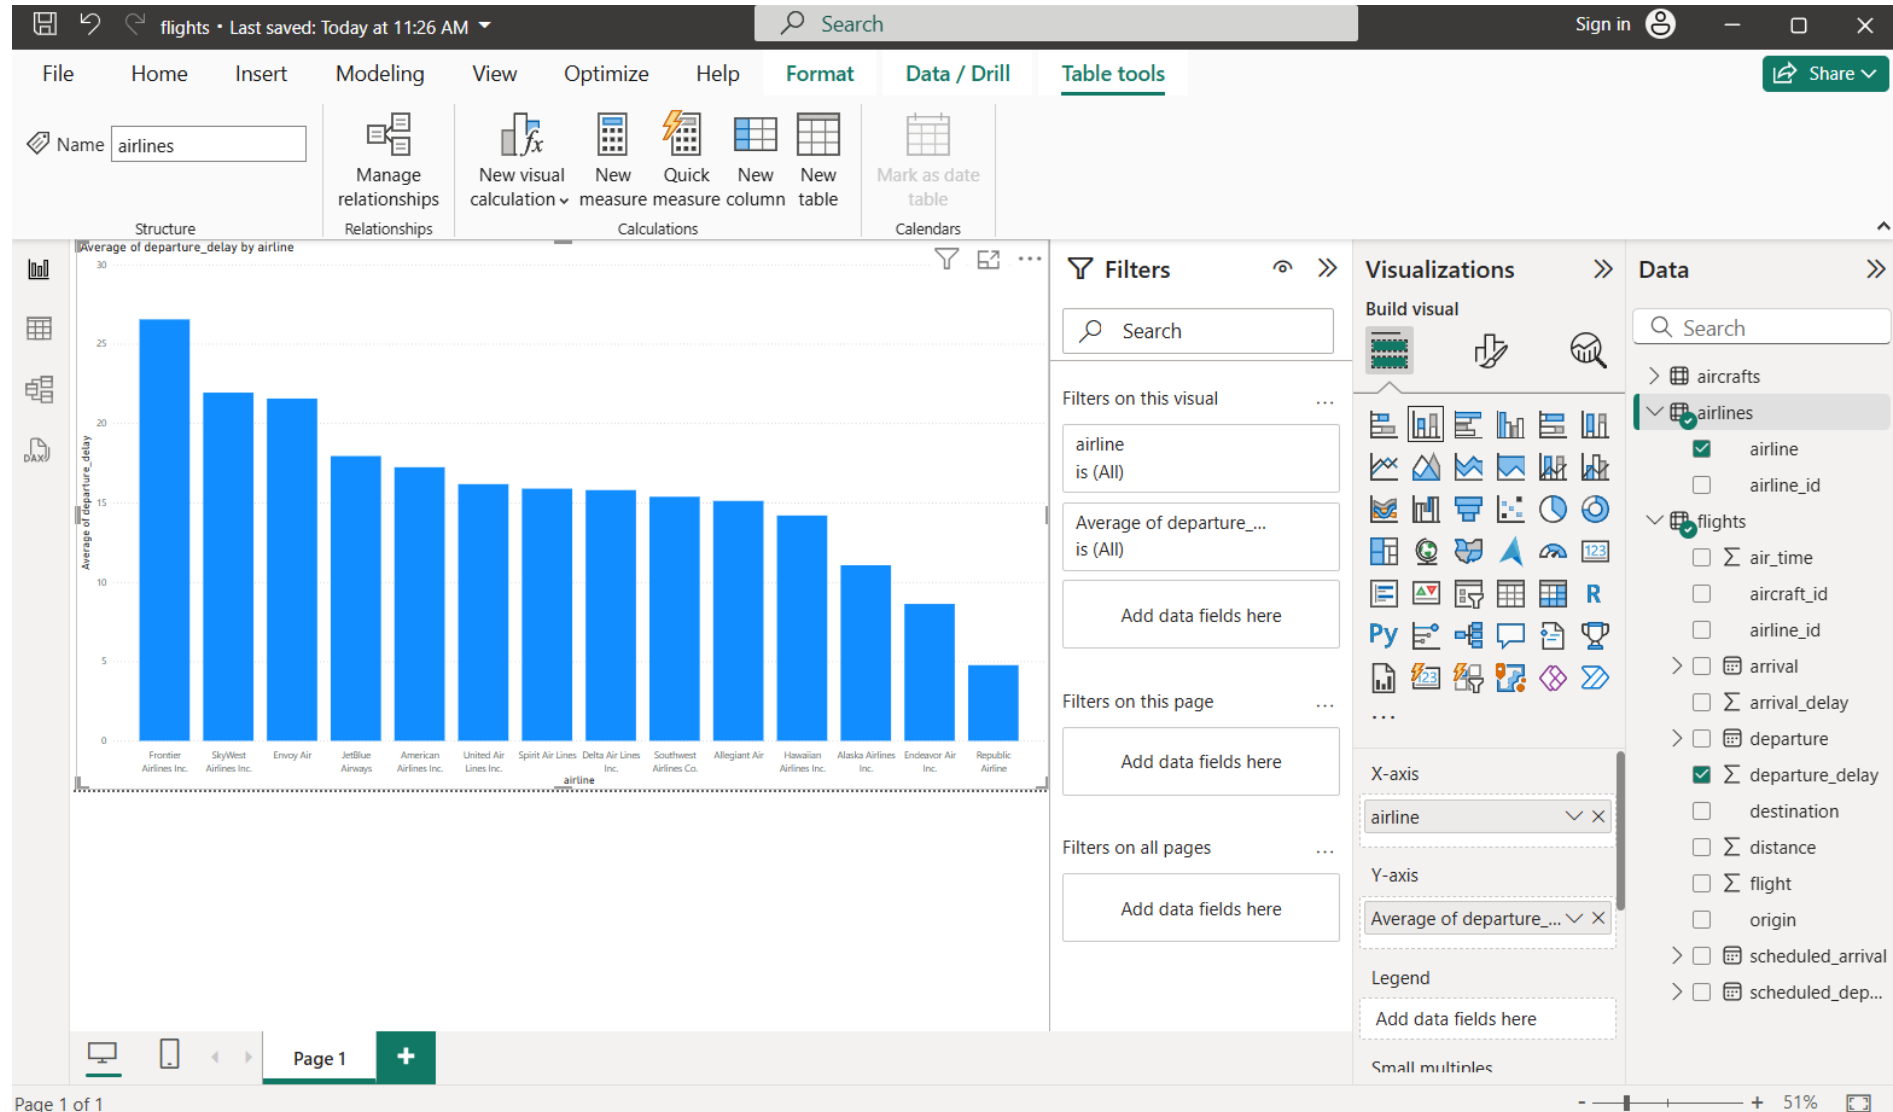 flights • Last saved: Today at 11:26 AM
Search
Sign in
File Home Insert Modeling View Optimize Help Format Data / Drill Table tools
Share
Name airlines
Structure
Manage relationships
Relationships
New visual calculation
New measure
Quick measure
New column
New table
Calculations
Mark as date table
Calendars
Average of departure_delay by airline
30
25
20
15
10
5
0
Average of departure_delay
Frontier Airlines Inc.
SkyWest Airlines Inc.
Envoy Air
JetBlue Airways
American Airlines Inc.
United Air Lines Inc.
Spirit Air Lines
Delta Air Lines Inc.
Southwest Airlines Co.
Allegiant Air
Hawaiian Airlines Inc.
Alaska Airlines Inc.
Endeavor Air Inc.
Republic Airline
airline
DAX
Filters
Search
Filters on this visual
airline
is (All)
Average of departure_...
is (All)
Add data fields here
Filters on this page
Add data fields here
Filters on all pages
Add data fields here
Visualizations
Build visual
123
R
Py
123
...
X-axis
airline
Y-axis
Average of departure_...
Legend
Add data fields here
Small multiples
Data
Search
aircrafts
airlines
airline
airline_id
flights
air_time
aircraft_id
airline_id
arrival
arrival_delay
departure
departure_delay
destination
distance
flight
origin
scheduled_arrival
scheduled_dep...
Page 1
Page 1 of 1
- + 51%